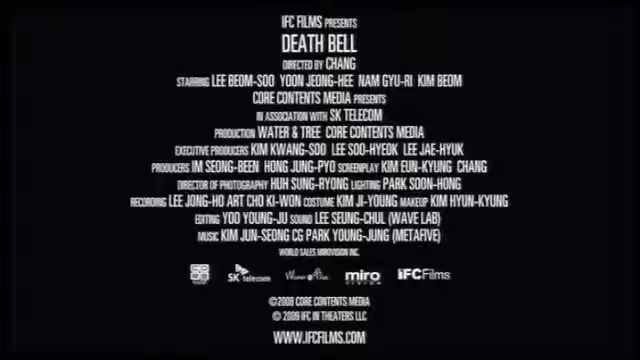 IFC FILMS PRESENTS
DEATH BELL
DIRECTED BY CHANG
STARRING LEE BEOM-SOO YOON JEONG-HEE NAM GYU-RI KIM BEOM
CORE CONTENTS MEDIA PRESENTS
IN ASSOCIATION WITH SK TELECOM
PRODUCTION WATER & TREE CORE CONTENTS MEDIA
EXECUTIVE PRODUCERS KIM KWANG-SOO LEE SOO-HYEOK LEE JAE-HYUK
PRODUCERS IM SEONG-BEEN HONG JUNG-PYO SCREENPLAY KIM EUN-KYUNG CHANG
DIRECTOR OF PHOTOGRAPHY HUH SUNG-RYONG LIGHTING PARK SOON-HONG
RECORDING LEE JONG-HO ART CHO KI-WON COSTUME KIM JI-YOUNG MAKEUP KIM HYUN-KYUNG
EDITING YOO YOUNG-JU SOUND LEE SEUNG-CHUL (WAVE LAB)
MUSIC KIM JUN-SEONG CG PARK YOUNG-JUNG (METAFIVE)
WORLD SALES MIROVISION INC.
SK telecom miro VISION IFC Films
©2008 CORE CONTENTS MEDIA
© 2009 IFC IN THEATERS LLC
WWW.IFCFILMS.COM